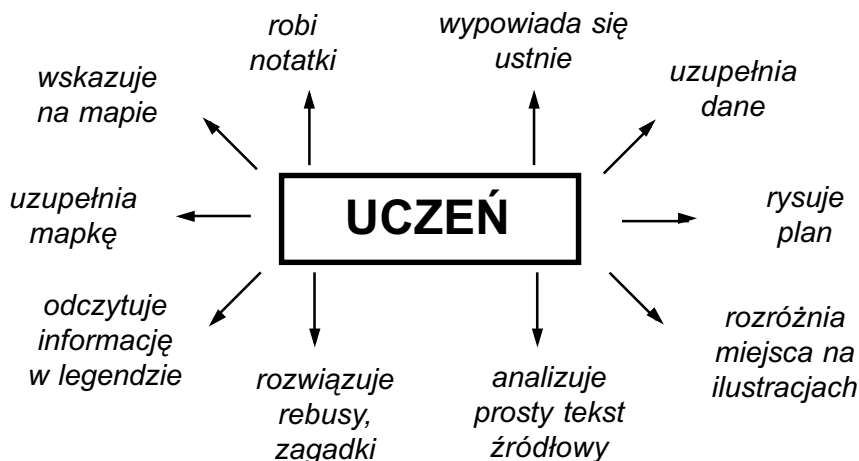 robi
notatki
wypowiada się
ustnie
wskazuje
na mapie
uzupełnia
dane
uzupełnia
mapkę
UCZEŃ
rysuje
plan
odczytuje
informację
w legendzie
rozwiązuje
rebusy,
zagadki
analizuje
prosty tekst
źródłowy
rozróżnia
miejsca na
ilustracjach